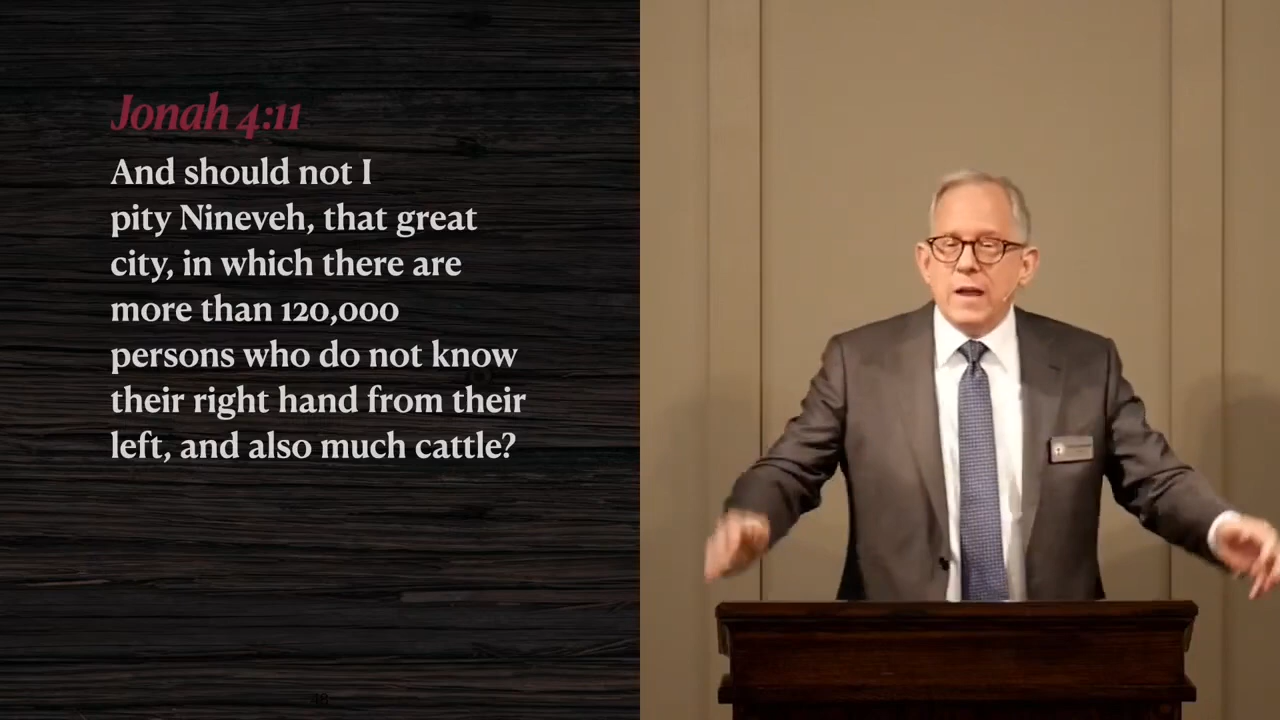 Jonah 4:11
And should not I
pity Nineveh, that great
city, in which there are
more than 120,000
persons who do not know
their right hand from their
left, and also much cattle?
48